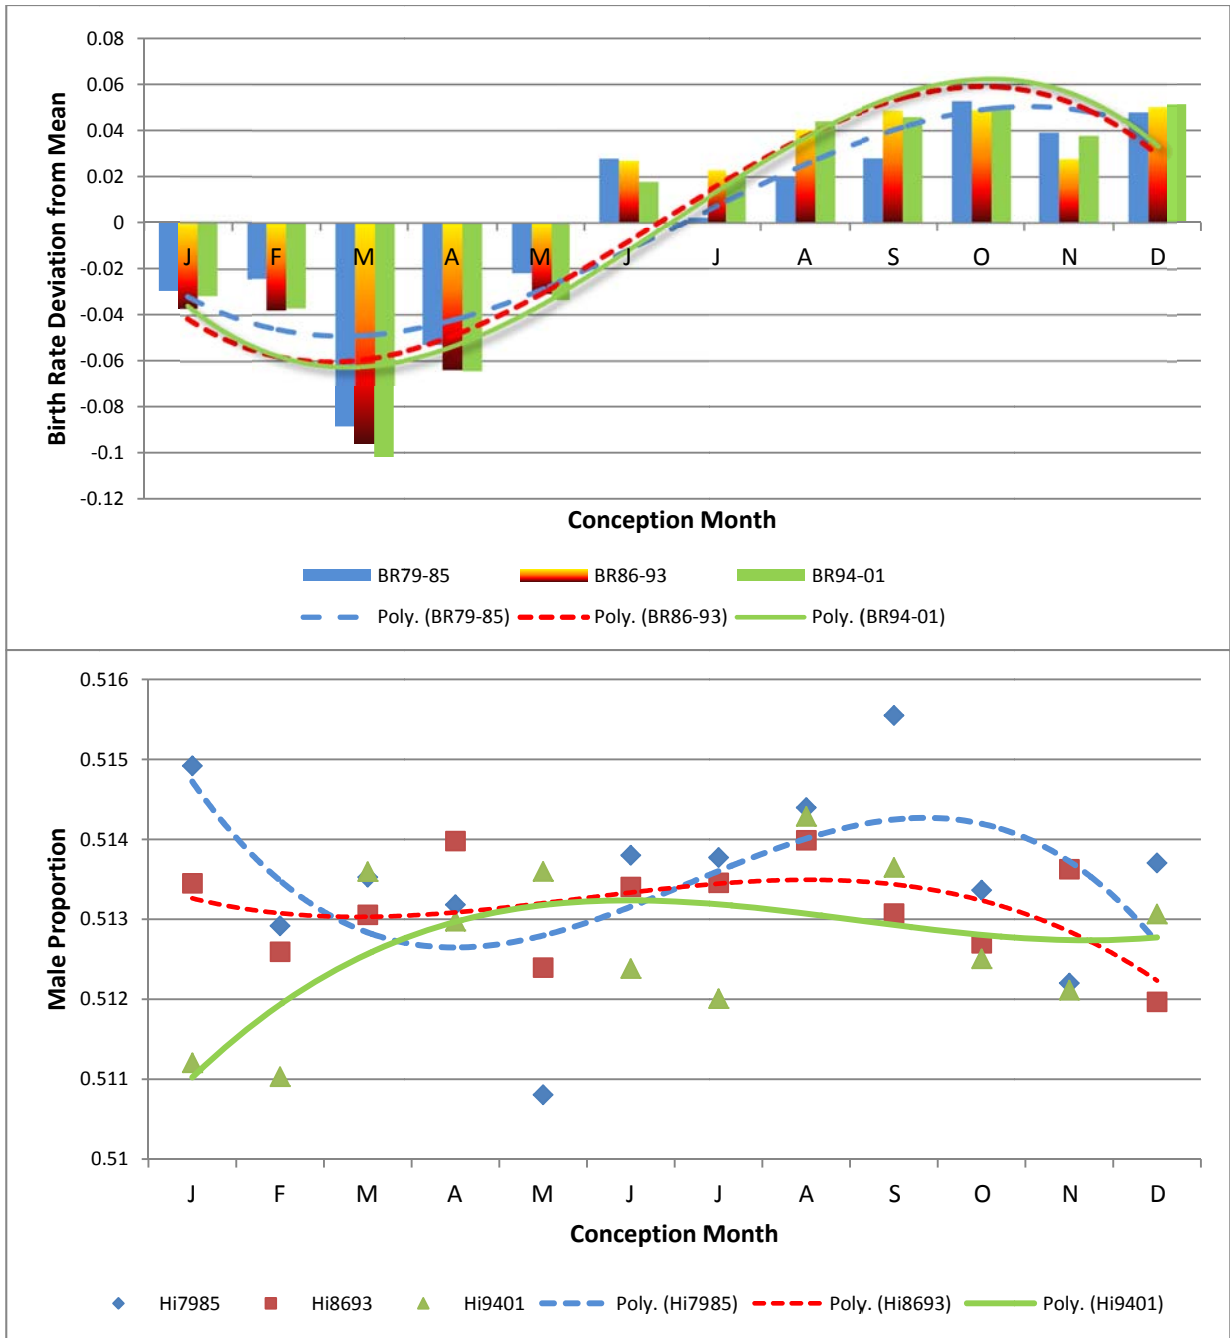 0.08
0.06
0.04
0.02
0
-0.02
-0.04
-0.06
-0.08
-0.1
-0.12
Birth Rate Deviation from Mean
J F M A M J J A S O N D
Conception Month
BR79-85 BR86-93 BR94-01
Poly. (BR79-85) Poly. (BR86-93) Poly. (BR94-01)
0.516
0.515
0.514
0.513
0.512
0.511
0.51
Male Proportion
J F M A M J J A S O N D
Conception Month
Hi7985 Hi8693 Hi9401 Poly. (Hi7985) Poly. (Hi8693) Poly. (Hi9401)